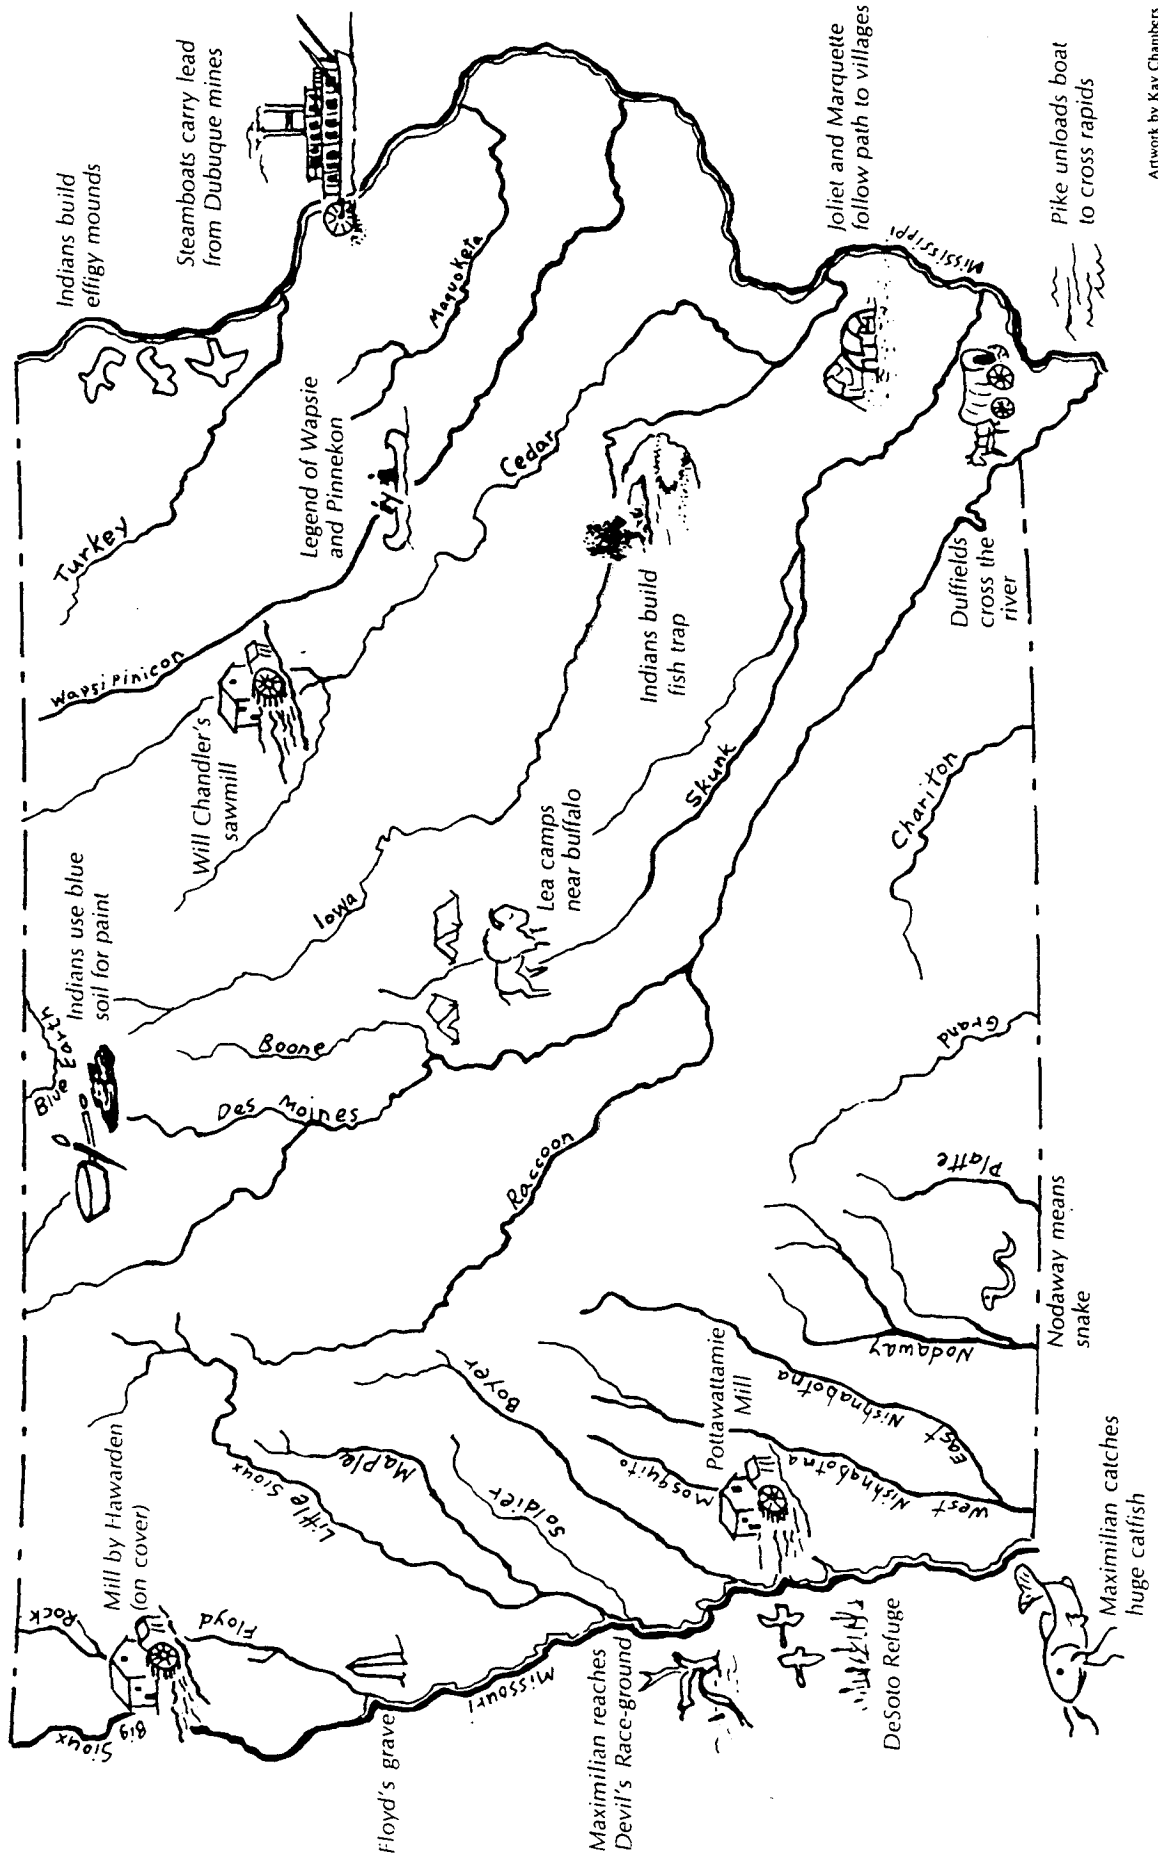 Indians build
effigy mounds
Steamboats carry lead
from Dubuque mines
Turkey
Maquoketa
Legend of Wapsie
and Pinnekon
Wapsipinicon
Cedar
Will Chandler's
sawmill
Indians use blue
soil for paint
Blue Earth
Iowa
Boone
Des Moines
Lea camps
near buffalo
Indians build
fish trap
Skunk
Joliet and Marquette
follow path to villages
Mississippi
Pike unloads boat
to cross rapids
Duffields
cross the
river
Chariton
Grand
Platte
Nodaway means
snake
Nodaway
Raccoon
East
Nishnabotna
West
Nishnabotna
Pottawattamie
Mill
Mosquito
Boyer
Soldier
Maple
Little Sioux
Mill by Hawarden
(on cover)
Rock
Floyd
Big
Sioux
Floyd's grave
Missouri
Maximilian reaches
Devil's Race-ground
DeSoto Refuge
Maximilian catches
huge catfish
Artwork by Kay Chambers